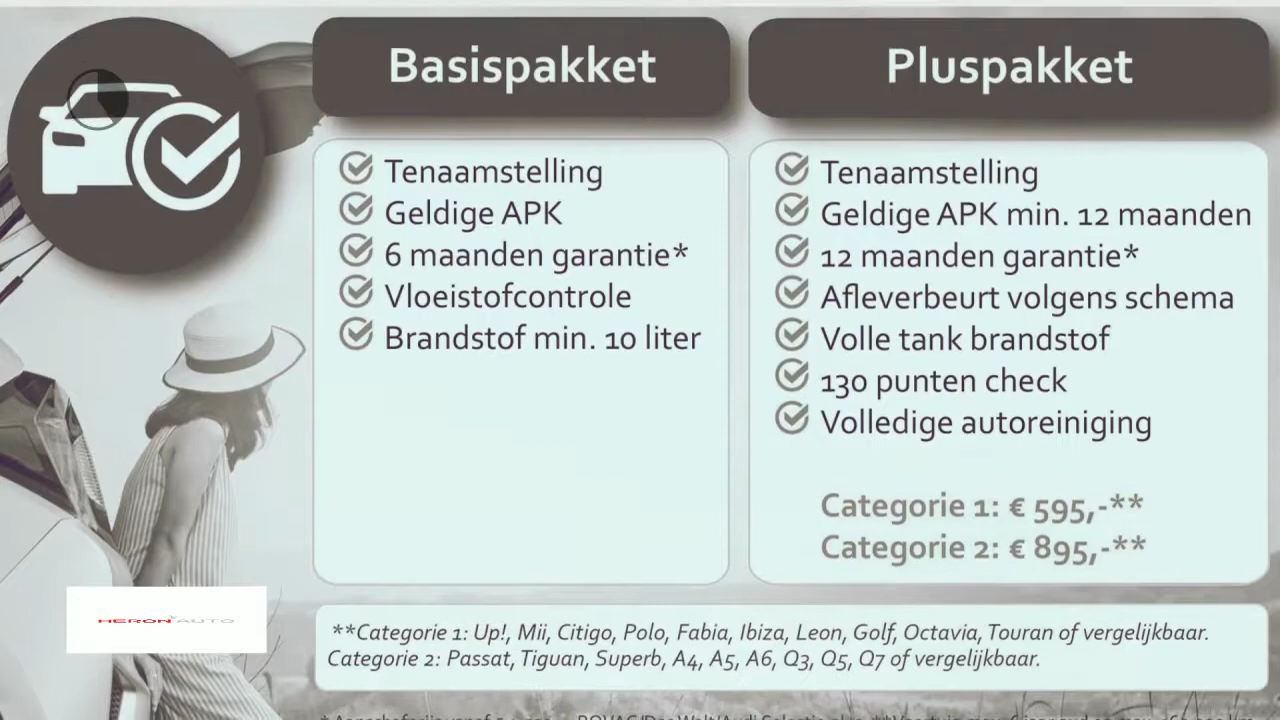 Basispakket
Tenaamstelling
Geldige APK
6 maanden garantie*
Vloeistofcontrole
Brandstof min. 10 liter
Pluspakket
Tenaamstelling
Geldige APK min. 12 maanden
12 maanden garantie*
Afleverbeurt volgens schema
Volle tank brandstof
130 punten check
Volledige autoreiniging
Categorie 1: € 595,-**
Categorie 2: € 895,-**
HERON AUTO
**Categorie 1: Up!, Mii, Citigo, Polo, Fabia, Ibiza, Leon, Golf, Octavia, Touran of vergelijkbaar.
Categorie 2: Passat, Tiguan, Superb, A4, A5, A6, Q3, Q5, Q7 of vergelijkbaar.